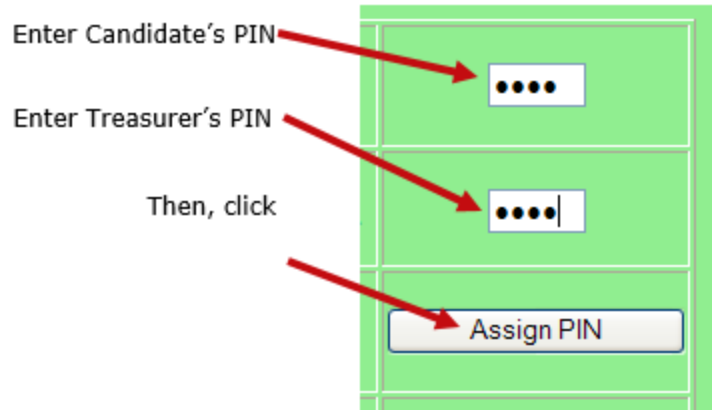 Enter Candidate's PIN
••••
Enter Treasurer's PIN
••••
Then, click
Assign PIN